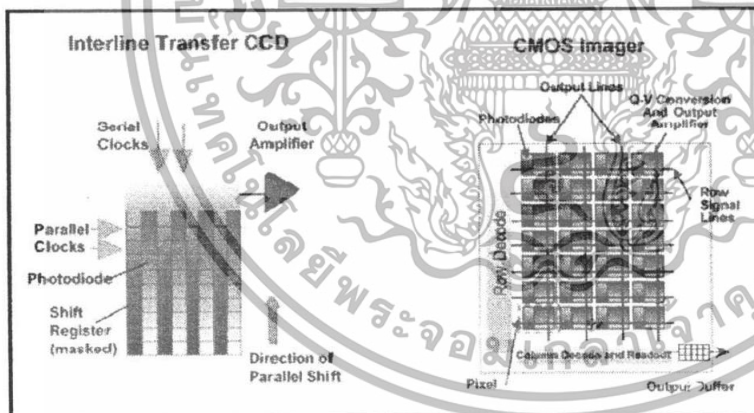 Interline Transfer CCD
Serial
Clocks
Output
Amplifier
Parallel
Clocks
Photodiode
Shift
Register
(masked)
Direction of
Parallel Shift
CMOS Imager
Output Lines
Q-V Conversion
And Output
Amplifier
Photodiodes
Row
Signal
Lines
Row Decode
Column Decode and Readout
Pixel
Output Buffer